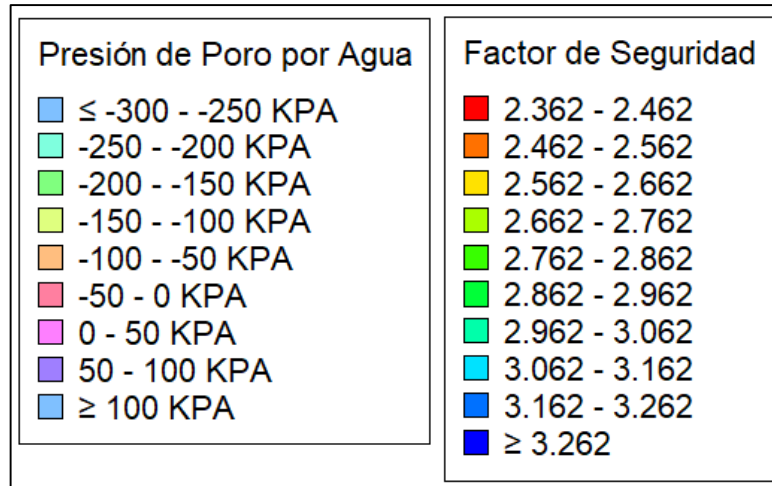 Presión de Poro por Agua
≤ -300 - -250 KPA
-250 - -200 KPA
-200 - -150 KPA
-150 - -100 KPA
-100 - -50 KPA
-50 - 0 KPA
0 - 50 KPA
50 - 100 KPA
≥ 100 KPA
Factor de Seguridad
2.362 - 2.462
2.462 - 2.562
2.562 - 2.662
2.662 - 2.762
2.762 - 2.862
2.862 - 2.962
2.962 - 3.062
3.062 - 3.162
3.162 - 3.262
≥ 3.262